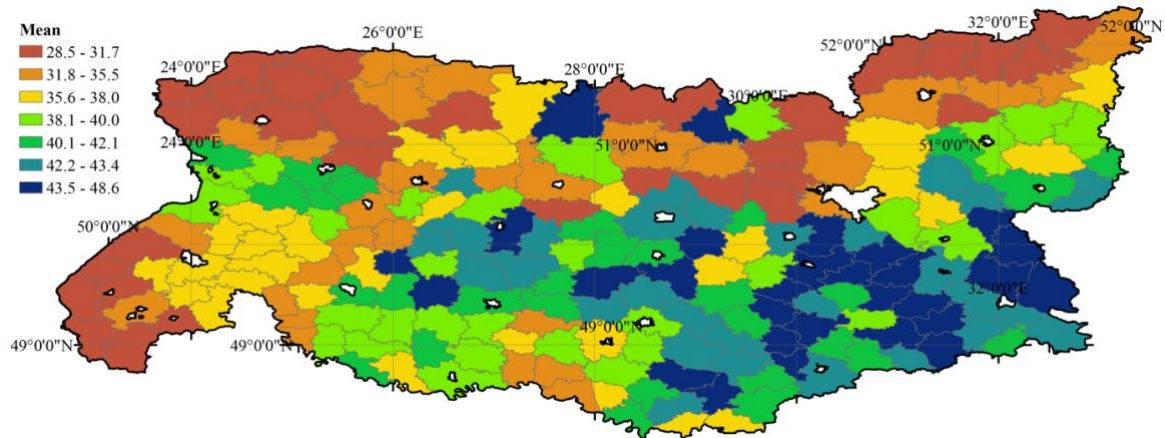 Mean
28.5 - 31.7
31.8 - 35.5
35.6 - 38.0
38.1 - 40.0
40.1 - 42.1
42.2 - 43.4
43.5 - 48.6
26°0'0"E
32°0'0"E
52°0'0"N
52°0'0"N
24°0'0"E
28°0'0"E
30°0'0"E
24°0'0"E
51°0'0"N
51°0'0"N
50°0'0"N
32°0'0"E
49°0'0"N
49°0'0"N
49°0'0"N